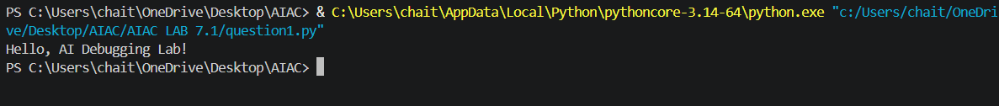 PS C:\Users\chait\OneDrive\Desktop\AIAC> & C:\Users\chait\AppData\Local\Python\pythoncore-3.14-64\python.exe "c:/Users/chait/OneDri
ve/Desktop/AIAC/AIAC LAB 7.1/question1.py"
Hello, AI Debugging Lab!
PS C:\Users\chait\OneDrive\Desktop\AIAC>